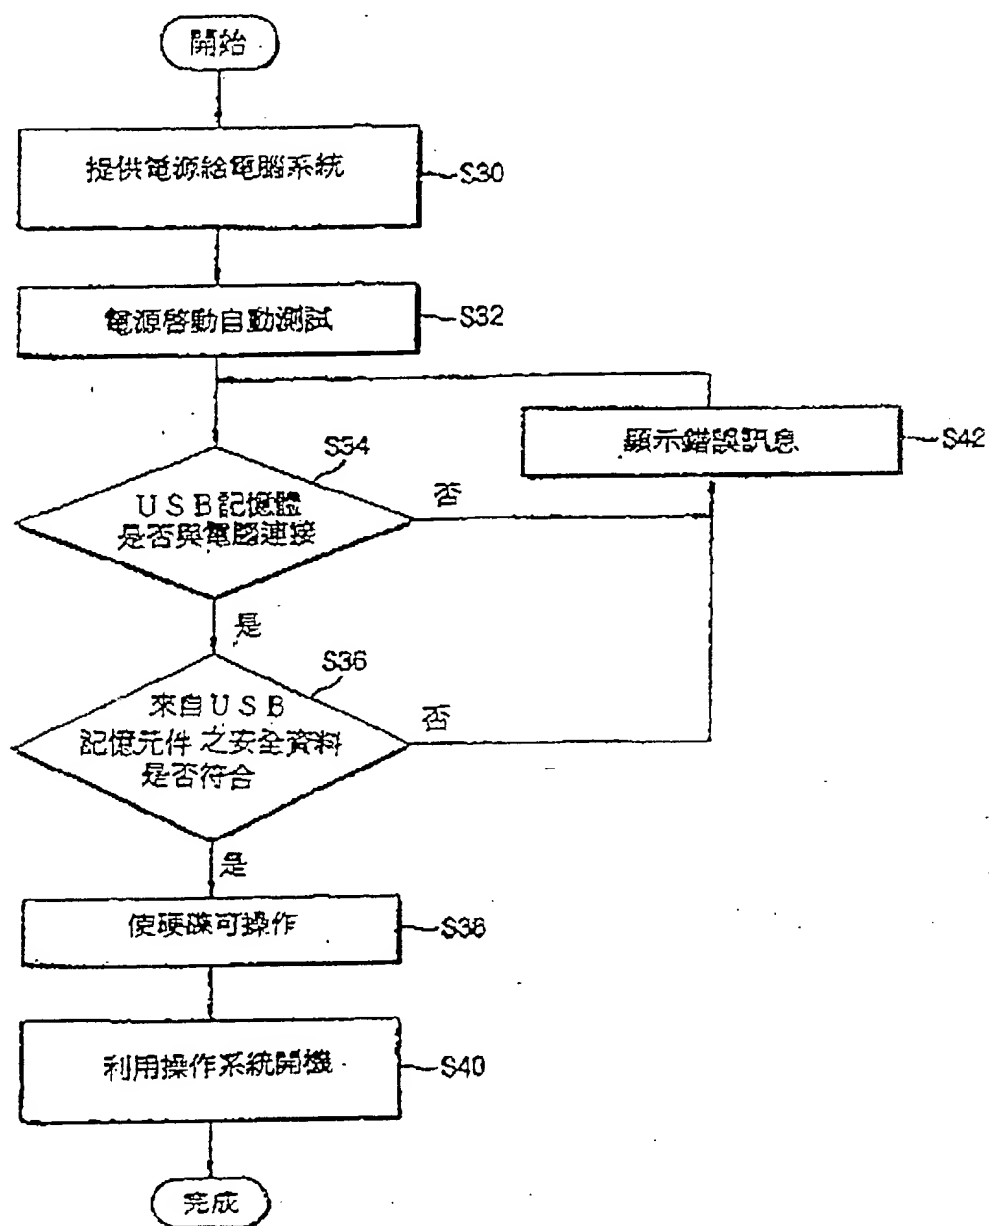 開始
提供電源給電腦系統
S30
電源啓動自動測試
S32
顯示錯誤訊息
S42
S34
USB記憶體
是否與電腦連接
否
是
S36
來自USB
記憶元件之安全資料
是否符合
否
是
使硬碟可操作
S38
利用操作系統開機
S40
完成